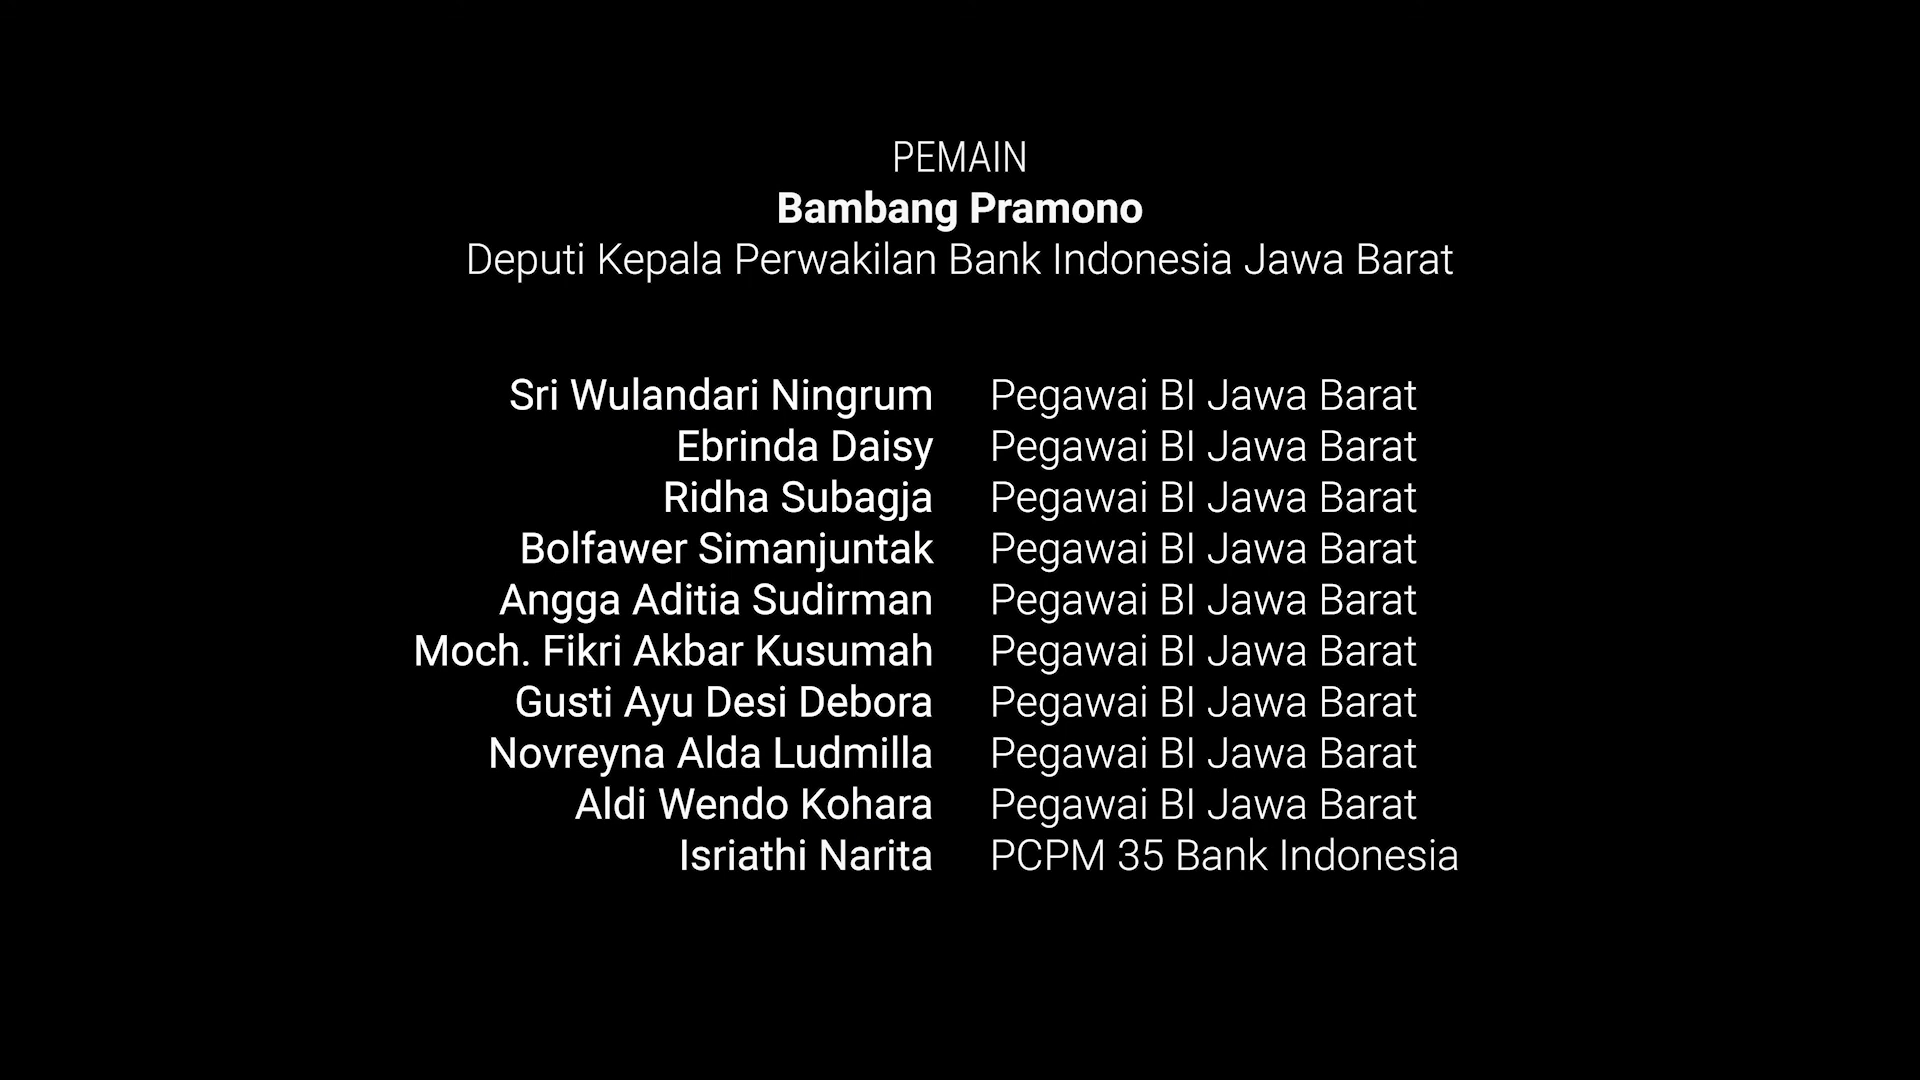 PEMAIN
Bambang Pramono
Deputi Kepala Perwakilan Bank Indonesia Jawa Barat
Sri Wulandari Ningrum Pegawai BI Jawa Barat
Ebrinda Daisy Pegawai BI Jawa Barat
Ridha Subagja Pegawai BI Jawa Barat
Bolfawer Simanjuntak Pegawai BI Jawa Barat
Angga Aditia Sudirman Pegawai BI Jawa Barat
Moch. Fikri Akbar Kusumah Pegawai BI Jawa Barat
Gusti Ayu Desi Debora Pegawai BI Jawa Barat
Novreyna Alda Ludmilla Pegawai BI Jawa Barat
Aldi Wendo Kohara Pegawai BI Jawa Barat
Isriathi Narita PCPM 35 Bank Indonesia